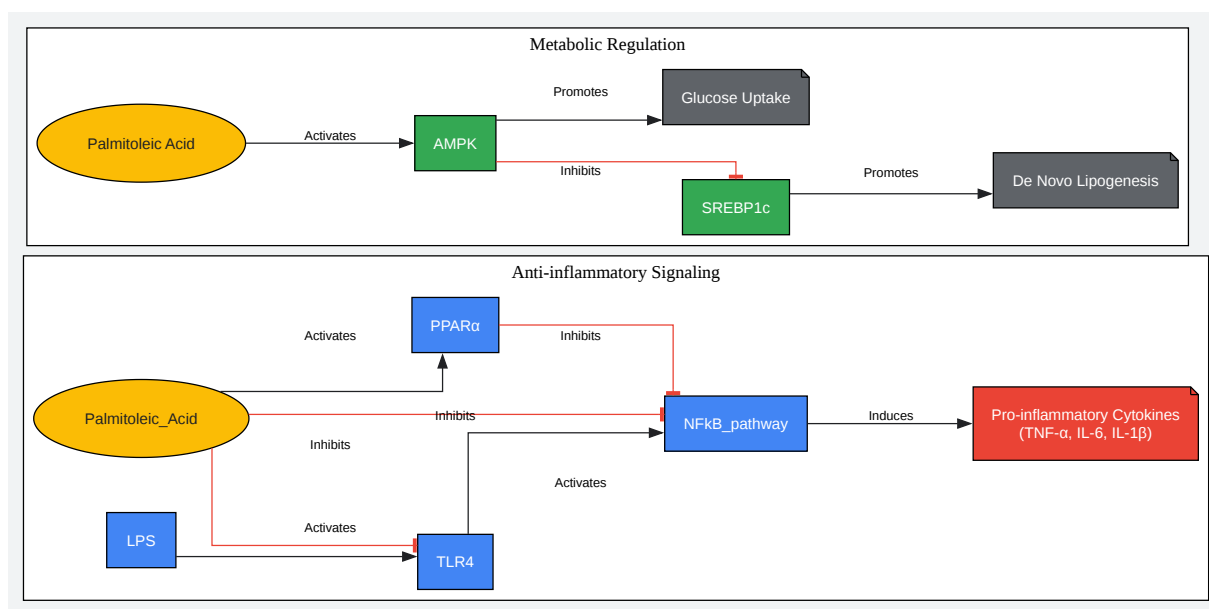 Metabolic Regulation
Promotes
Glucose Uptake
Palmitoleic Acid
Activates
AMPK
Inhibits
Promotes
De Novo Lipogenesis
SREBP1c
Anti-inflammatory Signaling
PPARα
Activates
Inhibits
Palmitoleic_Acid
Inhibits
NFkB_pathway
Induces
Pro-inflammatory Cytokines
(TNF-α, IL-6, IL-1β)
Inhibits
Activates
LPS
Activates
TLR4